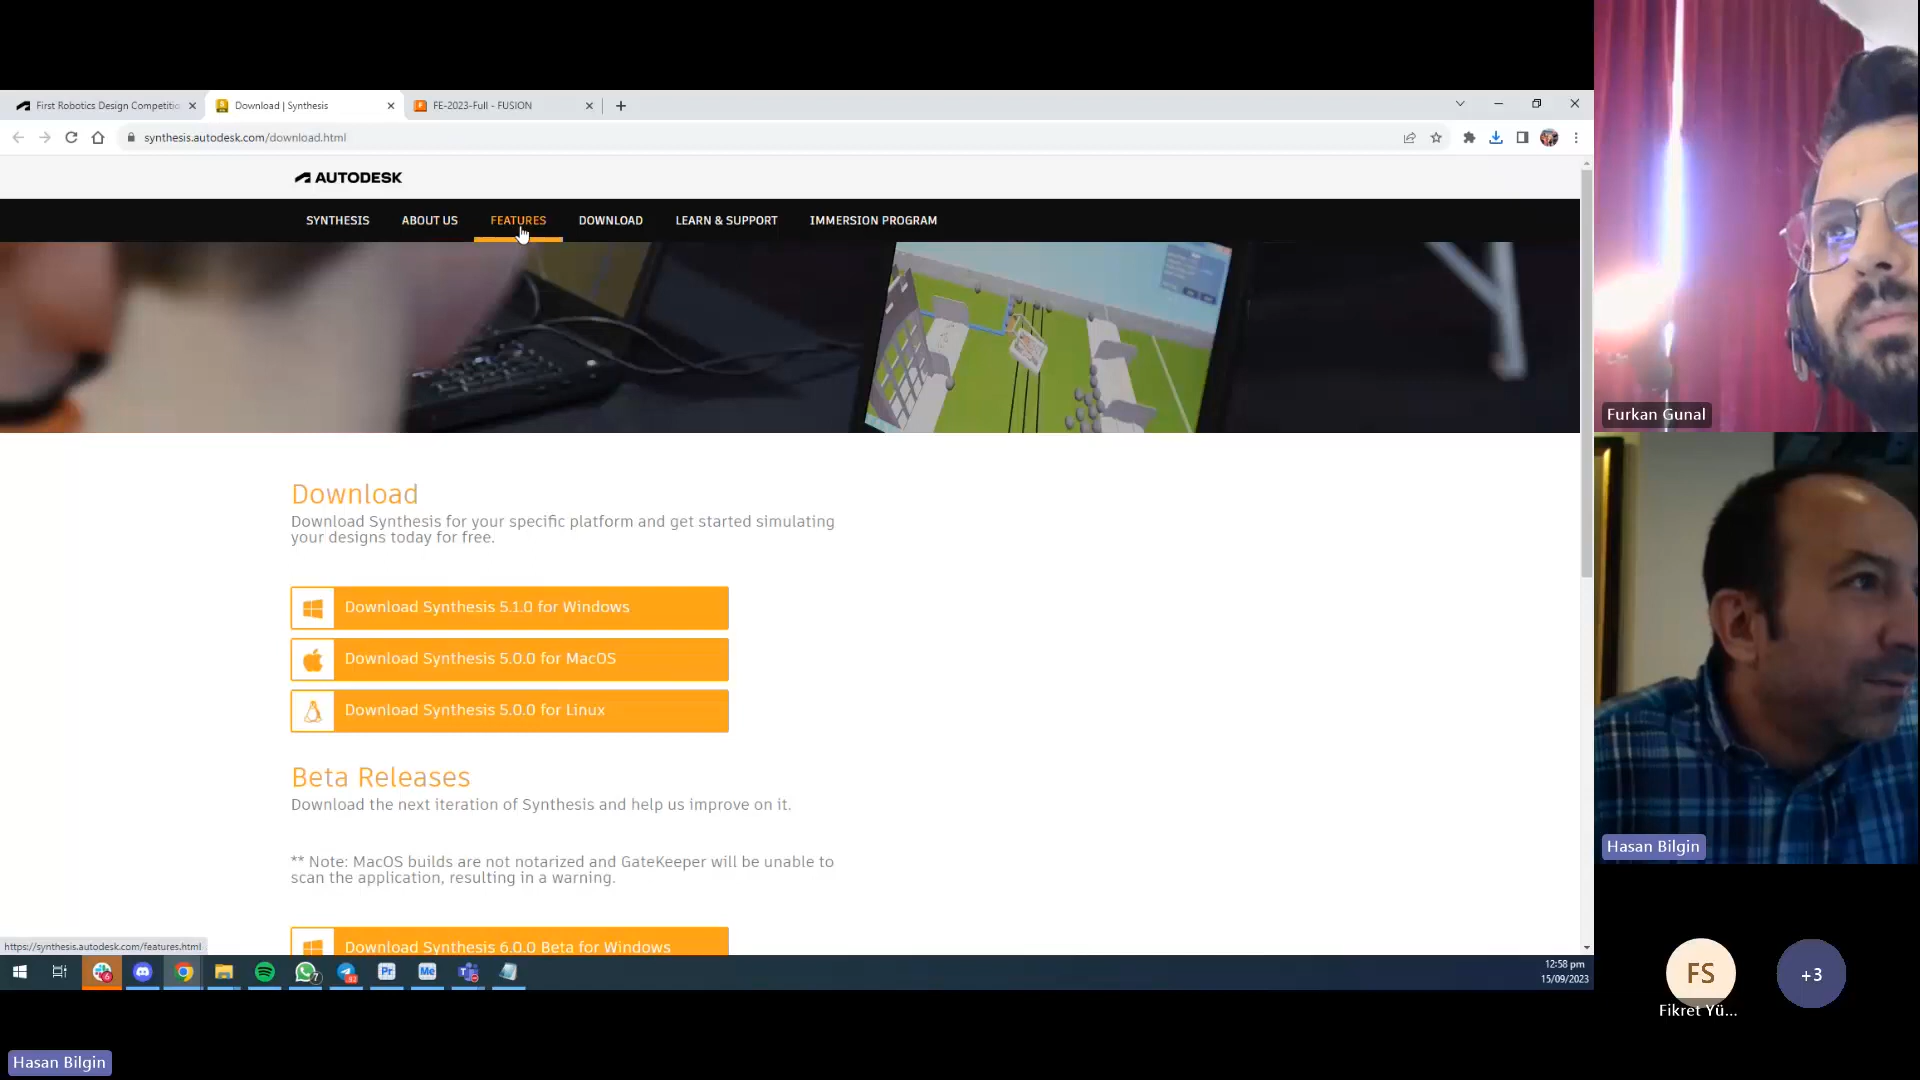 First Robotics Design Competitio
Download | Synthesis
FE-2023-Full - FUSION
synthesis.autodesk.com/download.html
AUTODESK
SYNTHESIS
ABOUT US
FEATURES
DOWNLOAD
LEARN & SUPPORT
IMMERSION PROGRAM
Download
Download Synthesis for your specific platform and get started simulating
your designs today for free.
Download Synthesis 5.1.0 for Windows
Download Synthesis 5.0.0 for MacOS
Download Synthesis 5.0.0 for Linux
Beta Releases
Download the next iteration of Synthesis and help us improve on it.
** Note: MacOS builds are not notarized and GateKeeper will be unable to
scan the application, resulting in a warning.
Download Synthesis 6.0.0 Beta for Windows
https://synthesis.autodesk.com/features.html
Pr
Me
12:58 pm
15/09/2023
Furkan Gunal
Hasan Bilgin
FS
Fikret Yü...
+3
Hasan Bilgin